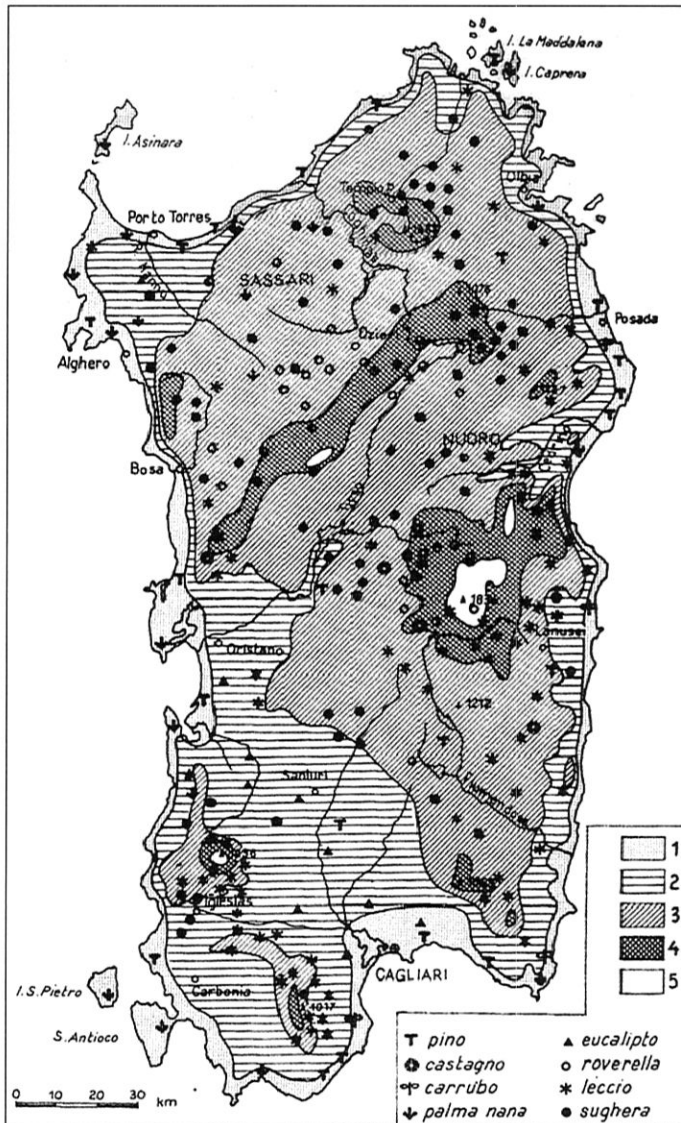 I. La Maddalena
I. Caprera
I. Asinara
Tempio P.
Olbia
Porto Torres
SASSARI
1076
Ozieri
Posada
Alghero
NUORO
Bosa
Tirso
Lanusei
Oristano
1212
Sanluri
Flumendosa
Iglesias
1
2
3
4
5
CAGLIARI
Carbonia
1017
I. S. Pietro
S. Antioco
pino
eucalipto
castagno
roverella
carrubo
leccio
palma nana
sughera
0 10 20 30
km